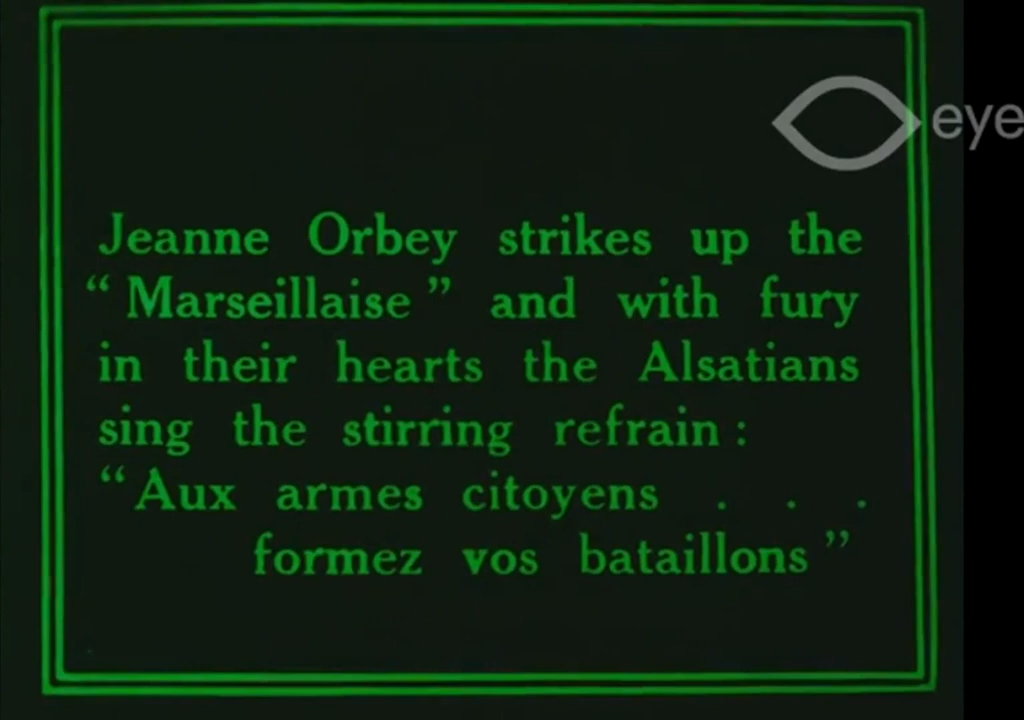 eye
Jeanne Orbey strikes up the
“Marseillaise” and with fury
in their hearts the Alsatians
sing the stirring refrain :
“Aux armes citoyens . . .
formez vos bataillons”